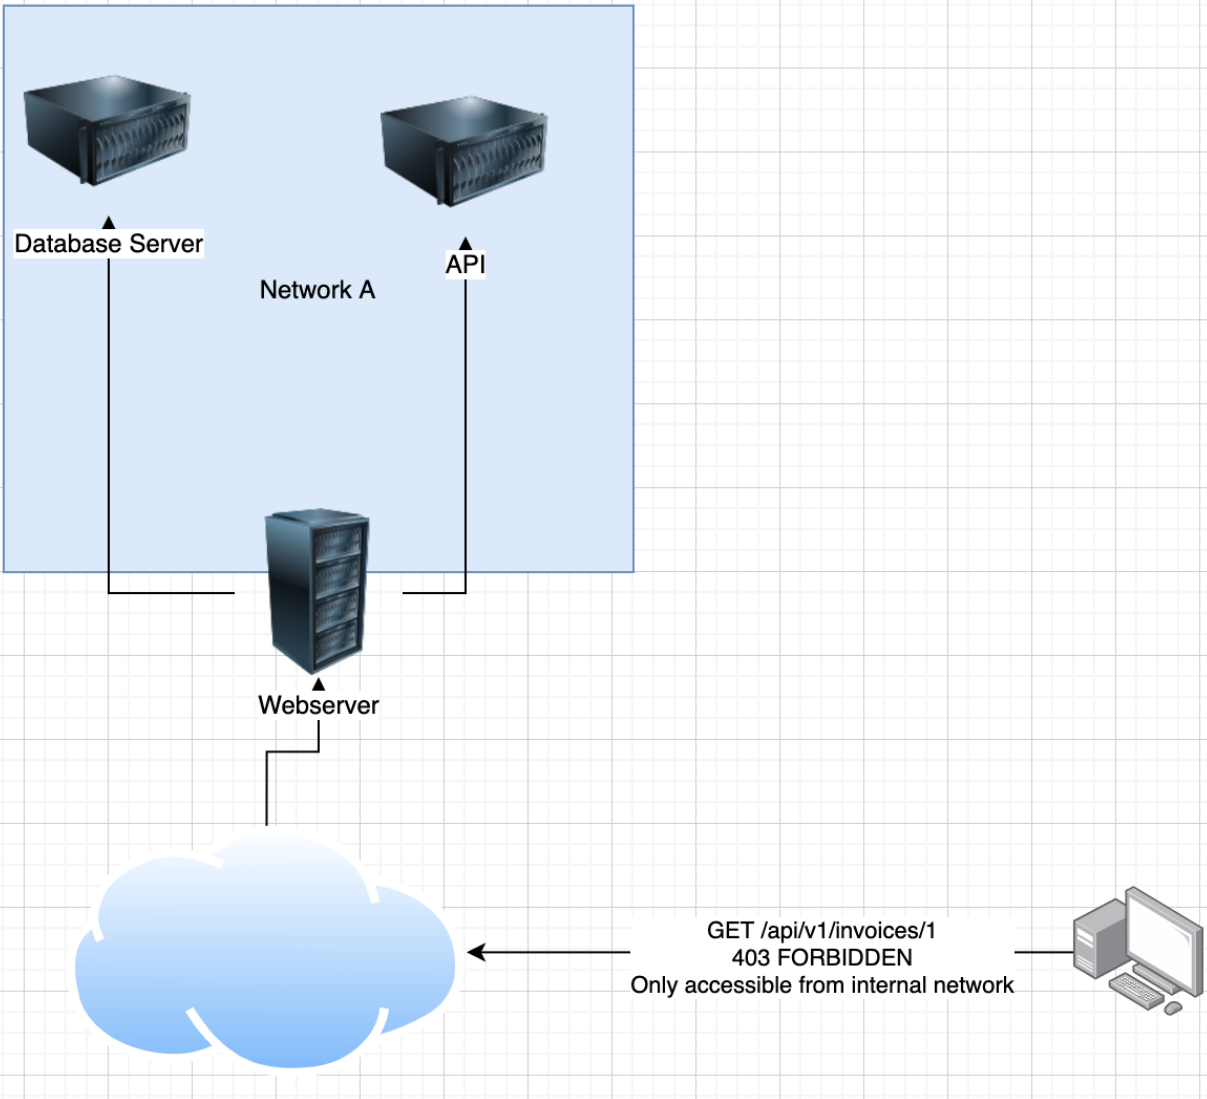 Database Server
API
Network A
Webserver
GET /api/v1/invoices/1
403 FORBIDDEN
Only accessible from internal network